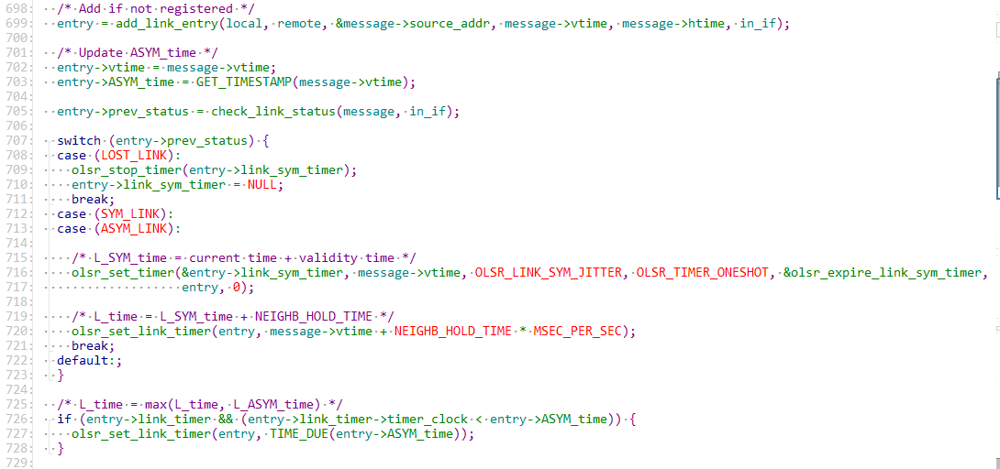 698: /* Add if not registered */
699: entry = add_link_entry(local, remote, &message->source_addr, message->vtime, message->htime, in_if);
700:
701: /* Update ASYM_time */
702: entry->vtime = message->vtime;
703: entry->ASYM_time = GET_TIMESTAMP(message->vtime);
704:
705: entry->prev_status = check_link_status(message, in_if);
706:
707: switch (entry->prev_status) {
708: case (LOST_LINK):
709: olsr_stop_timer(entry->link_sym_timer);
710: entry->link_sym_timer = NULL;
711: break;
712: case (SYM_LINK):
713: case (ASYM_LINK):
714:
715: /* L_SYM_time = current time + validity time */
716: olsr_set_timer(&entry->link_sym_timer, message->vtime, OLSR_LINK_SYM_JITTER, OLSR_TIMER_ONESHOT, &olsr_expire_link_sym_timer,
717: entry, 0);
718:
719: /* L_time = L_SYM_time + NEIGHB_HOLD_TIME */
720: olsr_set_link_timer(entry, message->vtime + NEIGHB_HOLD_TIME * MSEC_PER_SEC);
721: break;
722: default:;
723: }
724:
725: /* L_time = max(L_time, L_ASYM_time) */
726: if (entry->link_timer && (entry->link_timer->timer_clock < entry->ASYM_time)) {
727: olsr_set_link_timer(entry, TIME_DUE(entry->ASYM_time));
728: }
729: